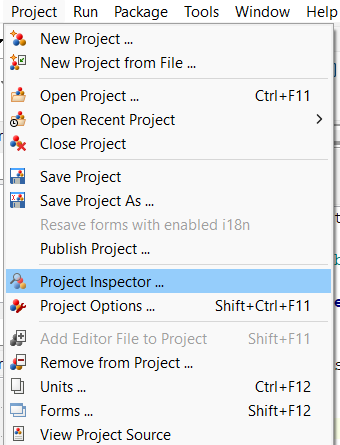 Project Run Package Tools Window Help
New Project ...
New Project from File ...
Open Project ... Ctrl+F11
Open Recent Project
Close Project
Save Project
Save Project As ...
Resave forms with enabled i18n
Publish Project ...
Project Inspector ...
Project Options ... Shift+Ctrl+F11
Add Editor File to Project Shift+F11
Remove from Project ...
Units ... Ctrl+F12
Forms ... Shift+F12
View Project Source